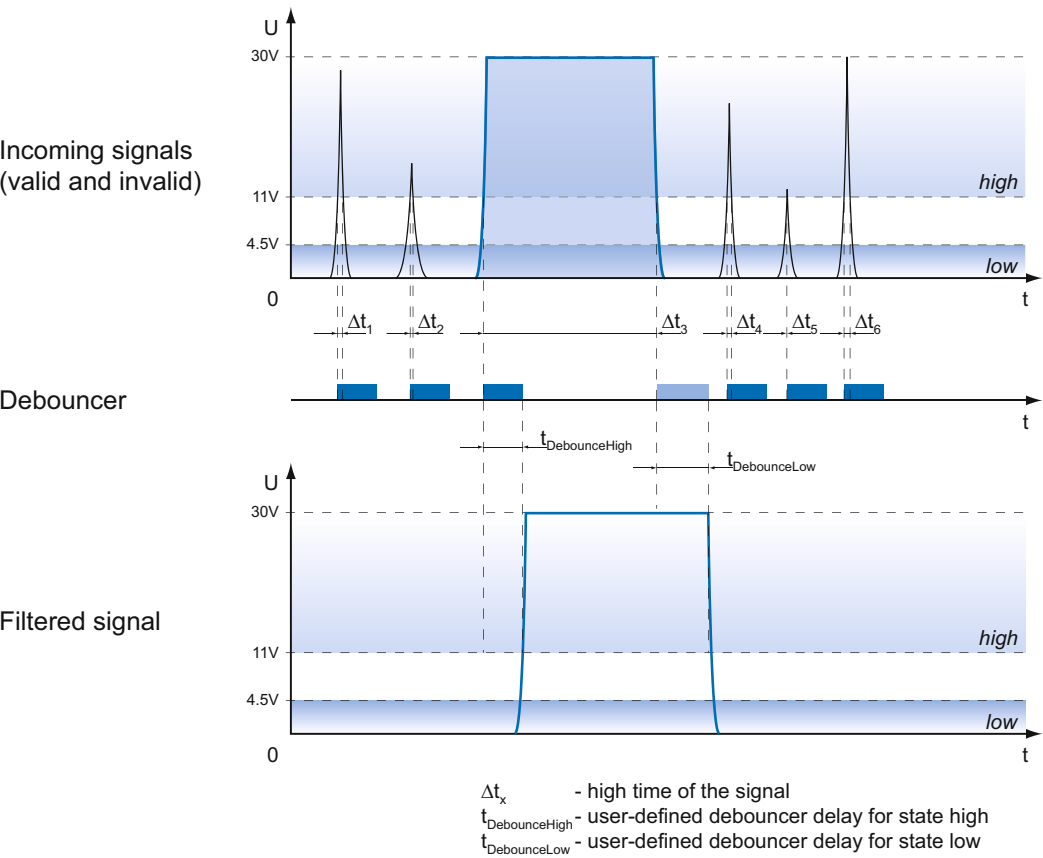 U
30V
Incoming signals
(valid and invalid)
11V
high
4.5V
low
0
t
Δt1
Δt2
Δt3
Δt4
Δt5
Δt6
Debouncer
t
tDebounceHigh
tDebounceLow
U
30V
Filtered signal
high
11V
4.5V
low
0
t
Δtx - high time of the signal
tDebounceHigh - user-defined debouncer delay for state high
tDebounceLow - user-defined debouncer delay for state low